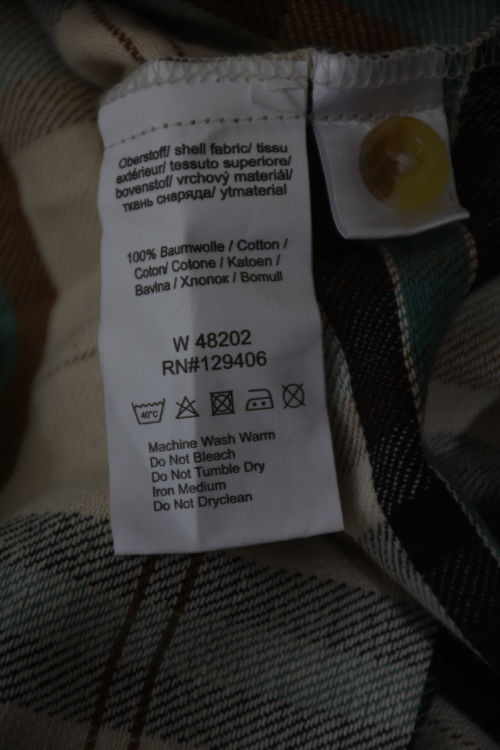 Oberstoff/ shell fabric/ tissu
extérieur/ tessuto superiore/
bovenstof/ vrchový materiál/
ткань снаряда/ ytmaterial
100% Baumwolle / Cotton /
Coton/ Cotone / Katoen /
Bavlna / Хлопок / Bomull
W 48202
RN#129406
40°C
Machine Wash Warm
Do Not Bleach
Do Not Tumble Dry
Iron Medium
Do Not Dryclean